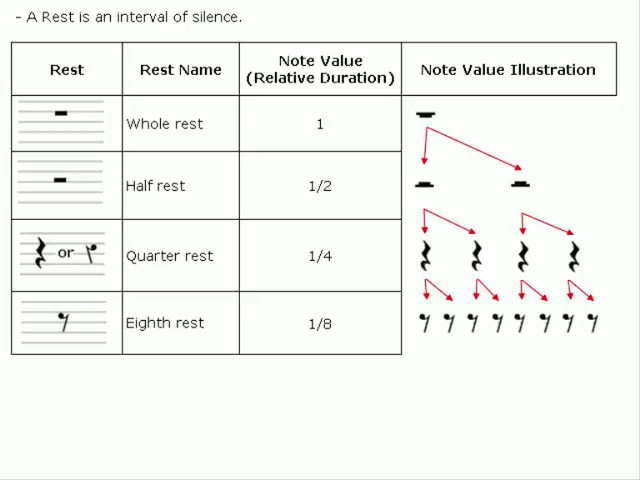 - A Rest is an interval of silence.
Rest
Rest Name
Note Value
(Relative Duration)
Note Value Illustration
Whole rest
1
Half rest
1/2
or
Quarter rest
1/4
Eighth rest
1/8